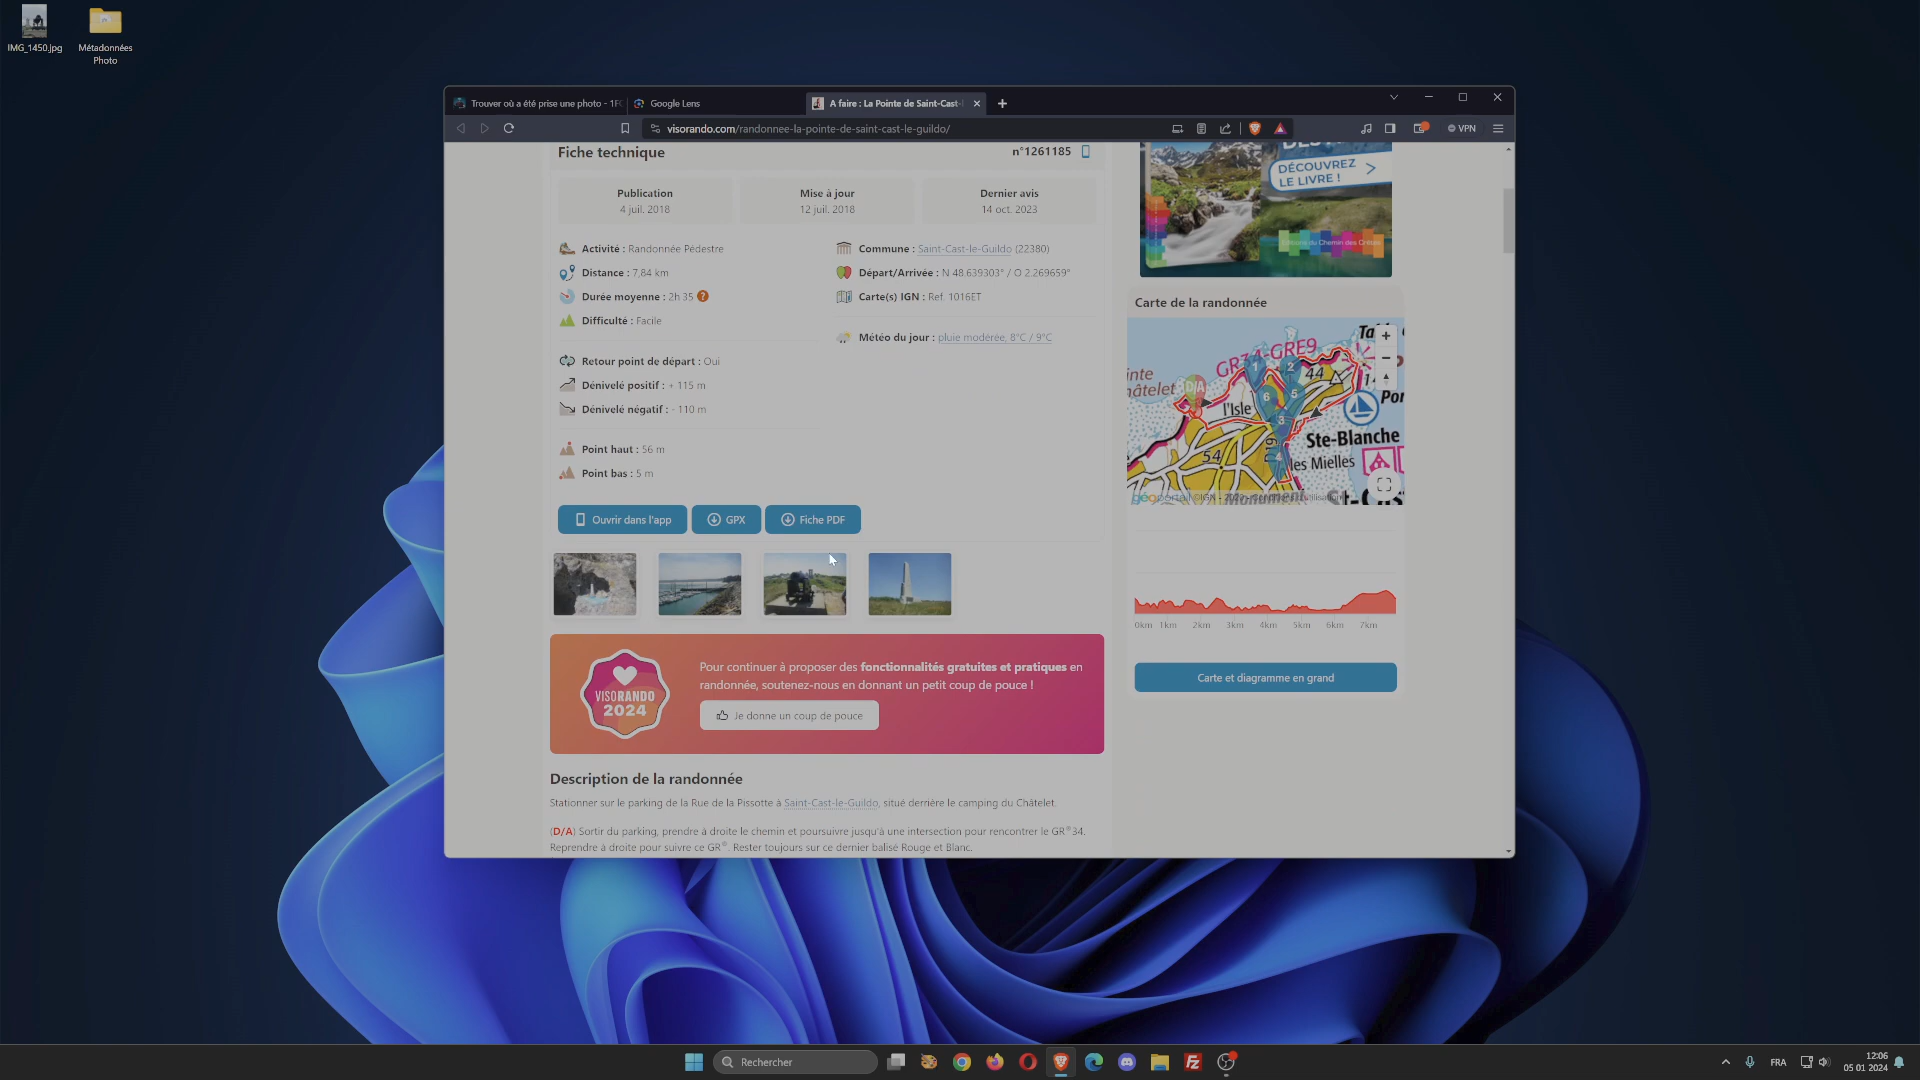 IMG_1450.jpg
Métadonnées
Photo
Trouver où a été prise une photo - 1FO
Google Lens
A faire : La Pointe de Saint-Cast-
visorando.com/randonnee-la-pointe-de-saint-cast-le-guildo/
VPN
Fiche technique
n°1261185
Publication
4 juil. 2018
Mise à jour
12 juil. 2018
Dernier avis
14 oct. 2023
Activité : Randonnée Pédestre
Distance : 7,84 km
Durée moyenne : 2h 35 ?
Difficulté : Facile
Retour point de départ : Oui
Dénivelé positif : + 115 m
Dénivelé négatif : - 110 m
Point haut : 56 m
Point bas : 5 m
Commune : Saint-Cast-le-Guildo (22380)
Départ/Arrivée : N 48.639303° / O 2.269659°
Carte(s) IGN : Ref. 1016ET
Météo du jour : pluie modérée, 8°C / 9°C
Ouvrir dans l'app
GPX
Fiche PDF
VISORANDO
2024
Pour continuer à proposer des fonctionnalités gratuites et pratiques en
randonnée, soutenez-nous en donnant un petit coup de pouce !
Je donne un coup de pouce
Description de la randonnée
Stationner sur le parking de la Rue de la Pissotte à Saint-Cast-le-Guildo, situé derrière le camping du Châtelet.
(D/A) Sortir du parking, prendre à droite le chemin et poursuivre jusqu'à une intersection pour rencontrer le GR®34.
Reprendre à droite pour suivre ce GR®. Rester toujours sur ce dernier balisé Rouge et Blanc.
DÉCOUVREZ
LE LIVRE !
Carte de la randonnée
GR34-GRE9
D/A
1
2
44
5
6
3
4
l'Isle
54
D19
Ste-Blanche
les Mielles
+
−
0km 1km 2km 3km 4km 5km 6km 7km
Carte et diagramme en grand
Rechercher
FRA
12:06
05 01 2024